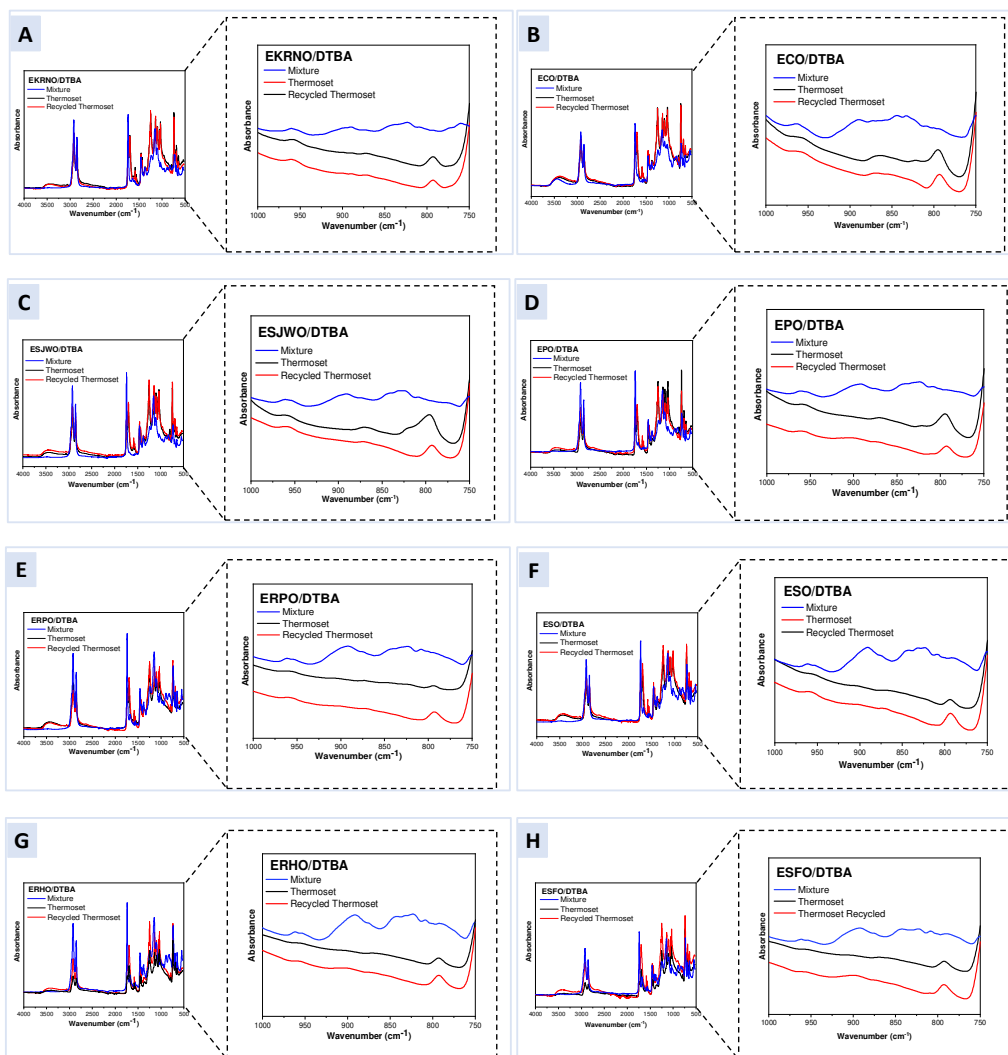 A
EKRNO/DTBA
Mixture
Thermoset
Recycled Thermoset
Absorbance
4000 3500 3000 2500 2000 1500 1000 500
Wavenumber (cm-1)
EKRNO/DTBA
Mixture
Thermoset
Recycled Thermoset
Absorbance
1000 950 900 850 800 750
Wavenumber (cm-1)
B
ECO/DTBA
Mixture
Thermoset
Recycled Thermoset
Absorbance
4000 3500 3000 2500 2000 1500 1000 500
Wavenumber (cm-1)
ECO/DTBA
Mixture
Thermoset
Recycled Thermoset
Absorbance
1000 950 900 850 800 750
Wavenumber (cm-1)
C
ESJWO/DTBA
Mixture
Thermoset
Recycled Thermoset
Absorbance
4000 3500 3000 2500 2000 1500 1000 500
Wavenumber (cm-1)
ESJWO/DTBA
Mixture
Thermoset
Recycled Thermoset
Absorbance
1000 950 900 850 800 750
Wavenumber (cm-1)
D
EPO/DTBA
Mixture
Thermoset
Recycled Thermoset
Absorbance
4000 3500 3000 2500 2000 1500 1000 500
Wavenumber (cm-1)
EPO/DTBA
Mixture
Thermoset
Recycled Thermoset
Absorbance
1000 950 900 850 800 750
Wavenumber (cm-1)
E
ERPO/DTBA
Mixture
Thermoset
Recycled Thermoset
Absorbance
4000 3500 3000 2500 2000 1500 1000 500
Wavenumber (cm-1)
ERPO/DTBA
Mixture
Thermoset
Recycled Thermoset
Absorbance
1000 950 900 850 800 750
Wavenumber (cm-1)
F
ESO/DTBA
Mixture
Thermoset
Recycled Thermoset
Absorbance
4000 3500 3000 2500 2000 1500 1000 500
Wavenumber (cm-1)
ESO/DTBA
Mixture
Thermoset
Recycled Thermoset
Absorbance
1000 950 900 850 800 750
Wavenumber (cm-1)
G
ERHO/DTBA
Mixture
Thermoset
Recycled Thermoset
Absorbance
4000 3500 3000 2500 2000 1500 1000 500
Wavenumber (cm-1)
ERHO/DTBA
Mixture
Thermoset
Recycled Thermoset
Absorbance
1000 950 900 850 800 750
Wavenumber (cm-1)
H
ESFO/DTBA
Mixture
Thermoset
Recycled Thermoset
Absorbance
4000 3500 3000 2500 2000 1500 1000 500
Wavenumber (cm-1)
ESFO/DTBA
Mixture
Thermoset
Thermoset Recycled
Absorbance
1000 950 900 850 800 750
Wavenumber (cm-1)